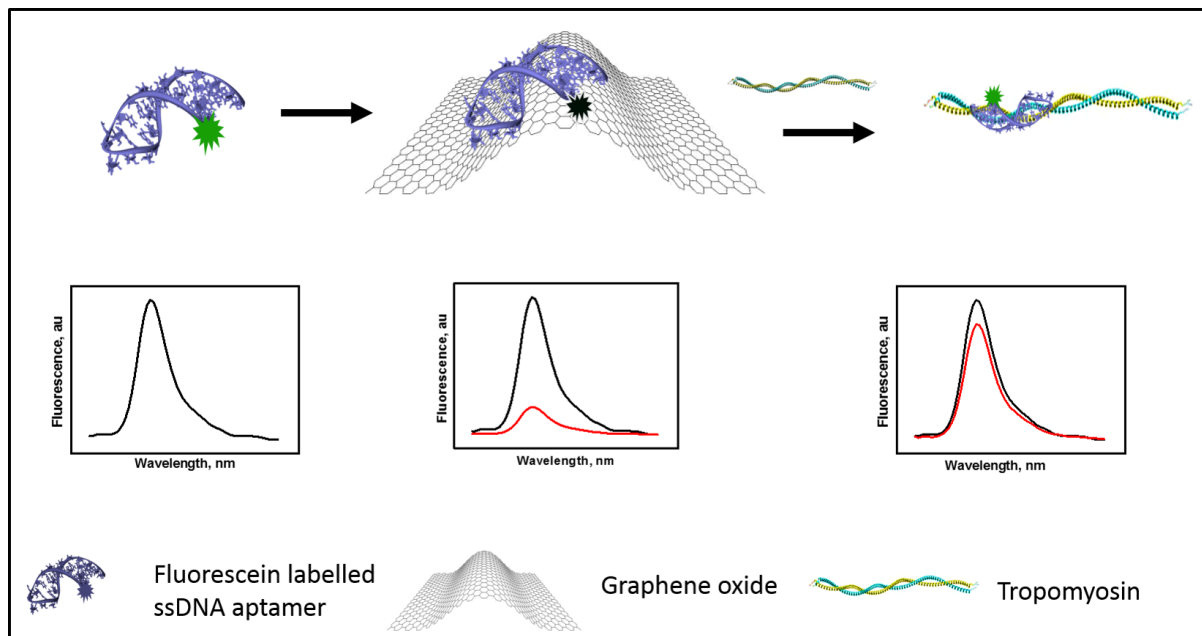 Fluorescence, au
Wavelength, nm
Fluorescence, au
Wavelength, nm
Fluorescence, au
Wavelength, nm
Fluorescein labelled
ssDNA aptamer
Graphene oxide
Tropomyosin